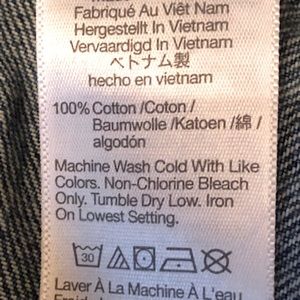 Fabriqué Au Viêt Nam
Hergestellt In Vietnam
Vervaardigd In Vietnam
ベトナム製
hecho en vietnam
100% Cotton /Coton /
Baumwolle /Katoen /綿 /
algodón
Machine Wash Cold With Like
Colors. Non-Chlorine Bleach
Only. Tumble Dry Low. Iron
On Lowest Setting.
30
Laver À La Machine À L'eau